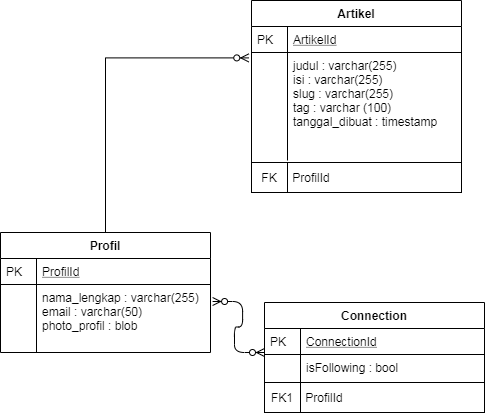 Artikel
PK ArtikelId
judul : varchar(255)
isi : varchar(255)
slug : varchar(255)
tag : varchar (100)
tanggal_dibuat : timestamp
FK ProfilId
Profil
PK ProfilId
nama_lengkap : varchar(255)
email : varchar(50)
photo_profil : blob
Connection
PK ConnectionId
isFollowing : bool
FK1 ProfilId